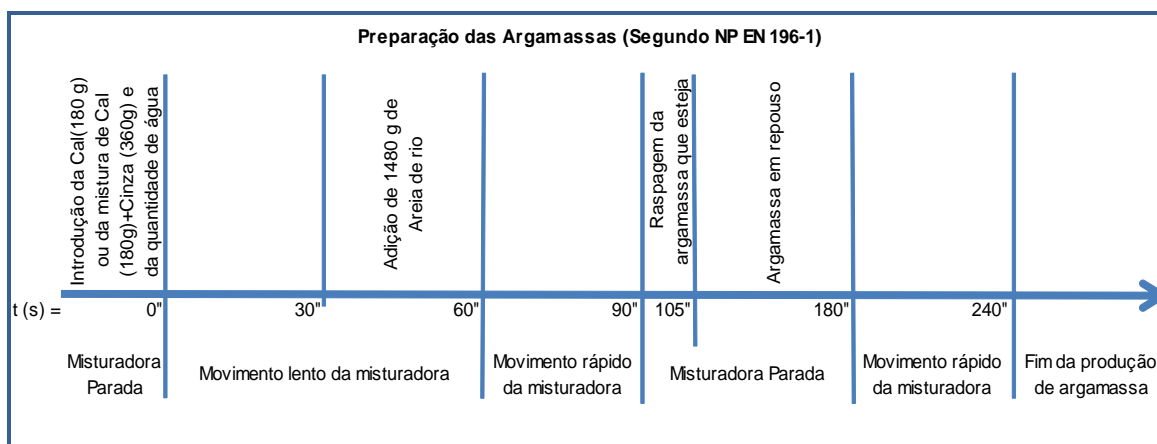 Preparação das Argamassas (Segundo NP EN 196-1)
Introdução da Cal(180 g)
ou da mistura de Cal
(180g)+Cinza (360g) e
da quantidade de água
Adição de 1480 g de
Areia de rio
Raspagem da
argamassa que esteja
Argamassa em repouso
t (s) =
0"
30"
60"
90"
105"
180"
240"
Misturadora
Parada
Movimento lento da misturadora
Movimento rápido
da misturadora
Misturadora Parada
Movimento rápido
da misturadora
Fim da produção
de argamassa